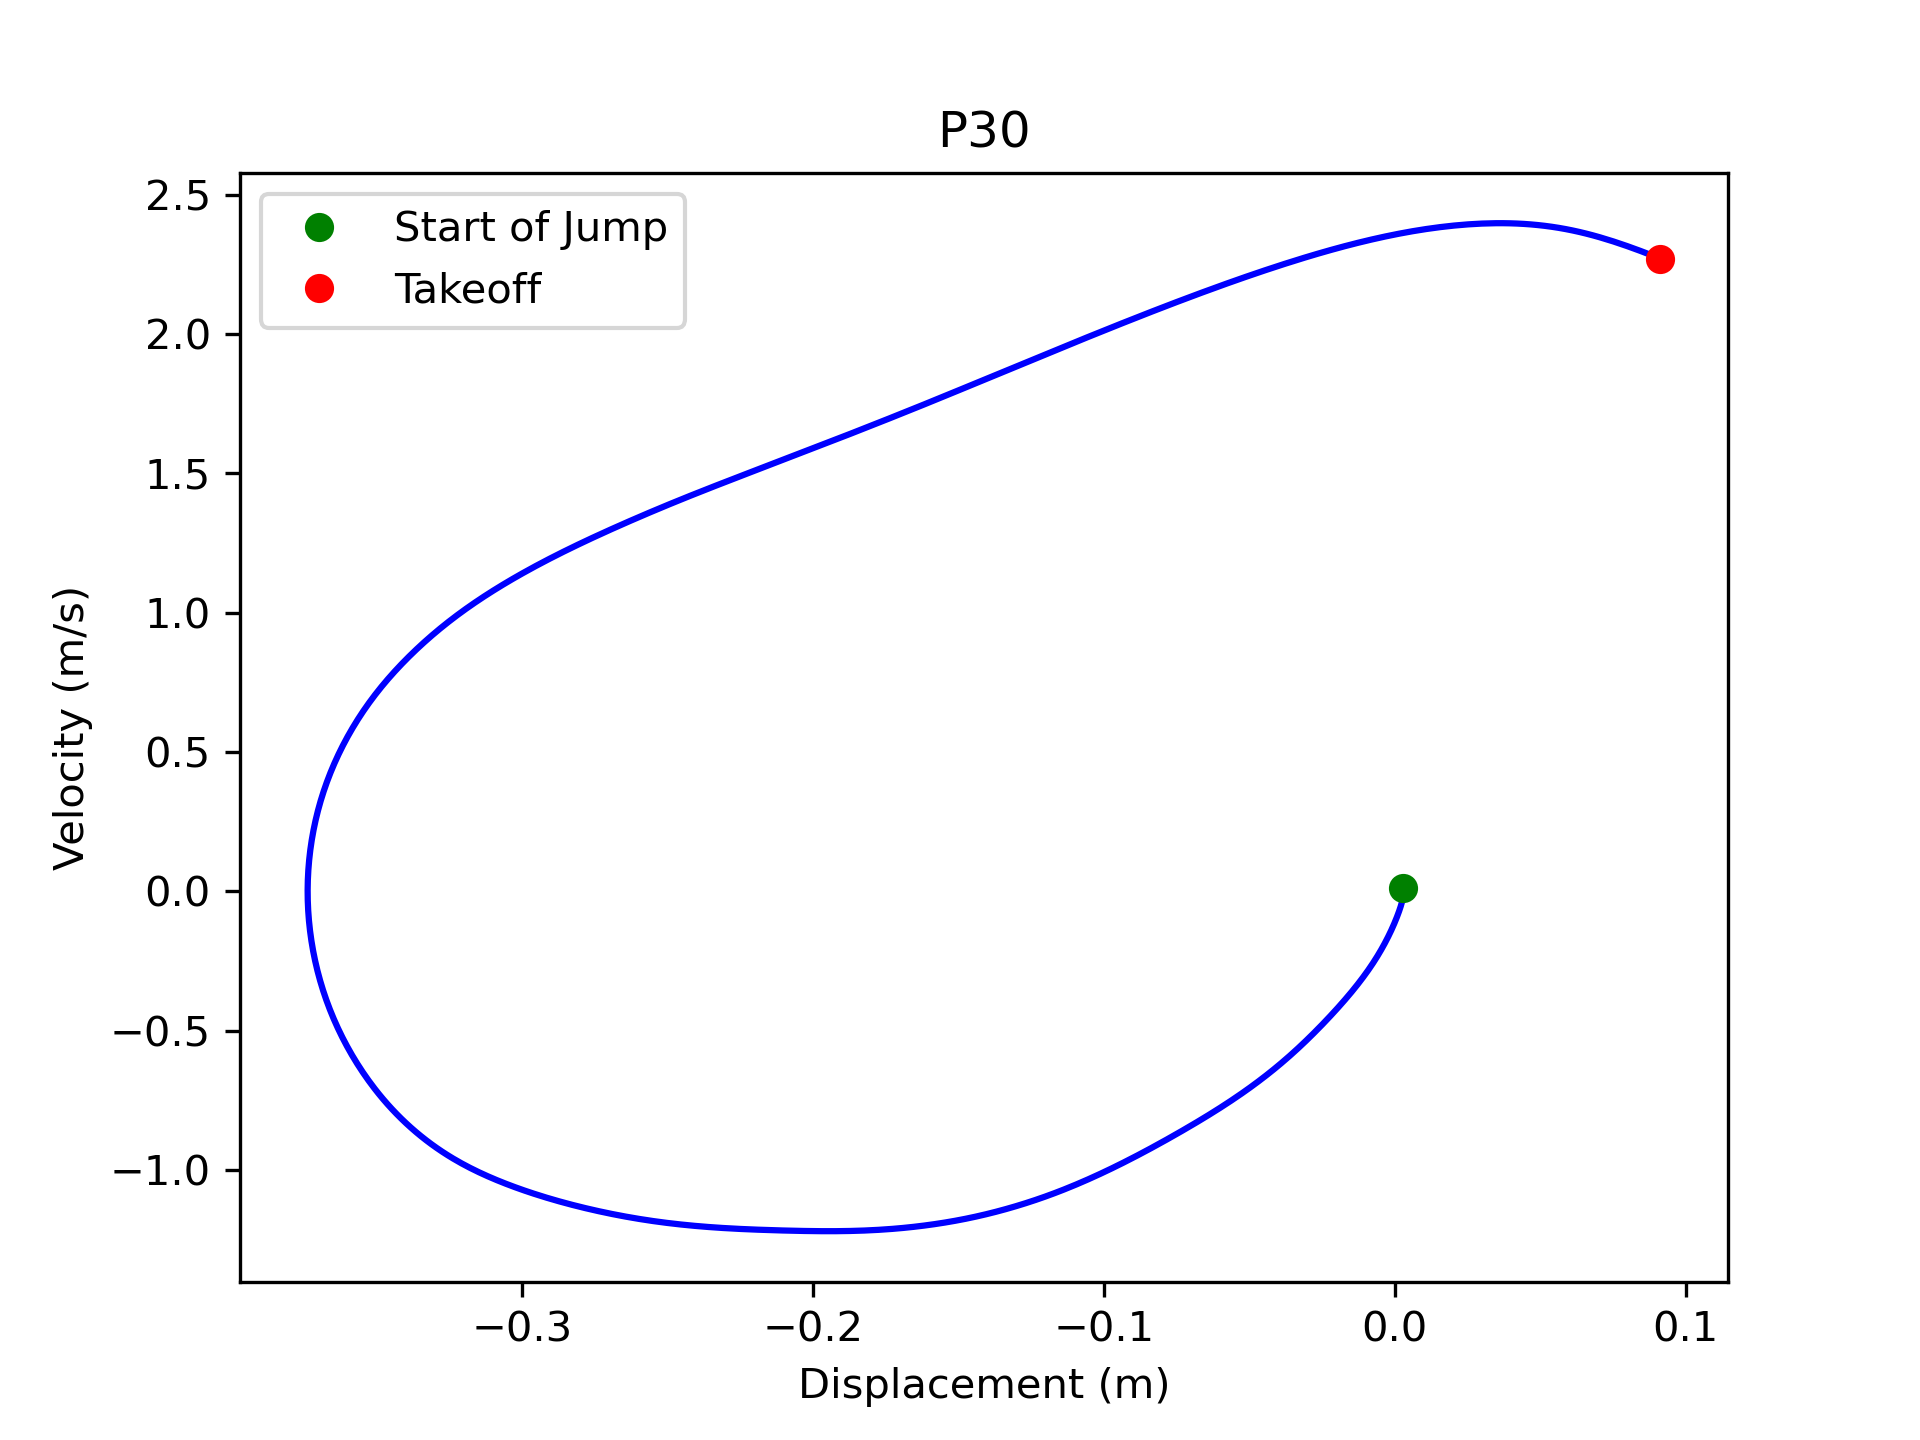 P30
2.5
2.0
1.5
1.0
0.5
0.0
−0.5
−1.0
Velocity (m/s)
Start of Jump
Takeoff
−0.3 −0.2 −0.1 0.0 0.1
Displacement (m)